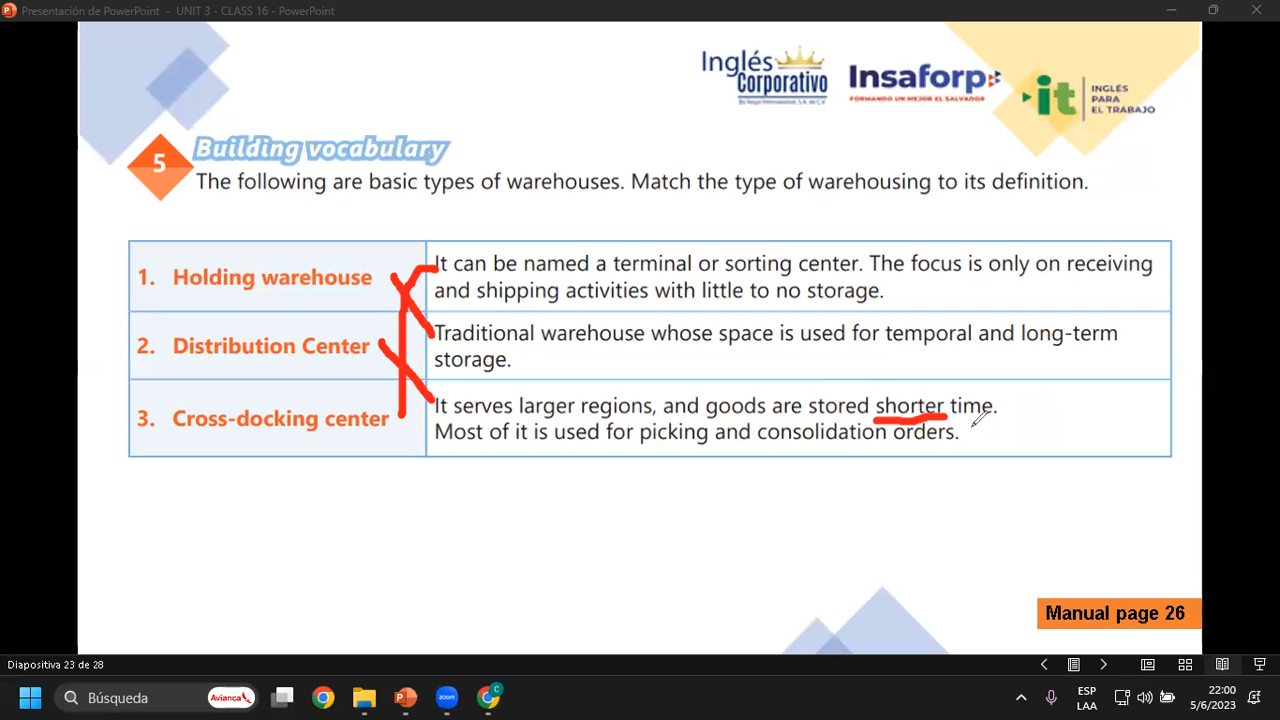 Presentación de PowerPoint - UNIT 3 - CLASS 16 - PowerPoint
Inglés
Corporativo
Insaforp
FORMANDO UN MEJOR EL SALVADOR
it
INGLÉS
PARA
EL TRABAJO
5
Building vocabulary
The following are basic types of warehouses. Match the type of warehousing to its definition.
1. Holding warehouse
It can be named a terminal or sorting center. The focus is only on receiving
and shipping activities with little to no storage.
2. Distribution Center
Traditional warehouse whose space is used for temporal and long-term
storage.
3. Cross-docking center
It serves larger regions, and goods are stored shorter time.
Most of it is used for picking and consolidation orders.
Manual page 26
Diapositiva 23 de 28
Búsqueda
Avianca
zoom
C
ESP
LAA
22:00
5/6/2023